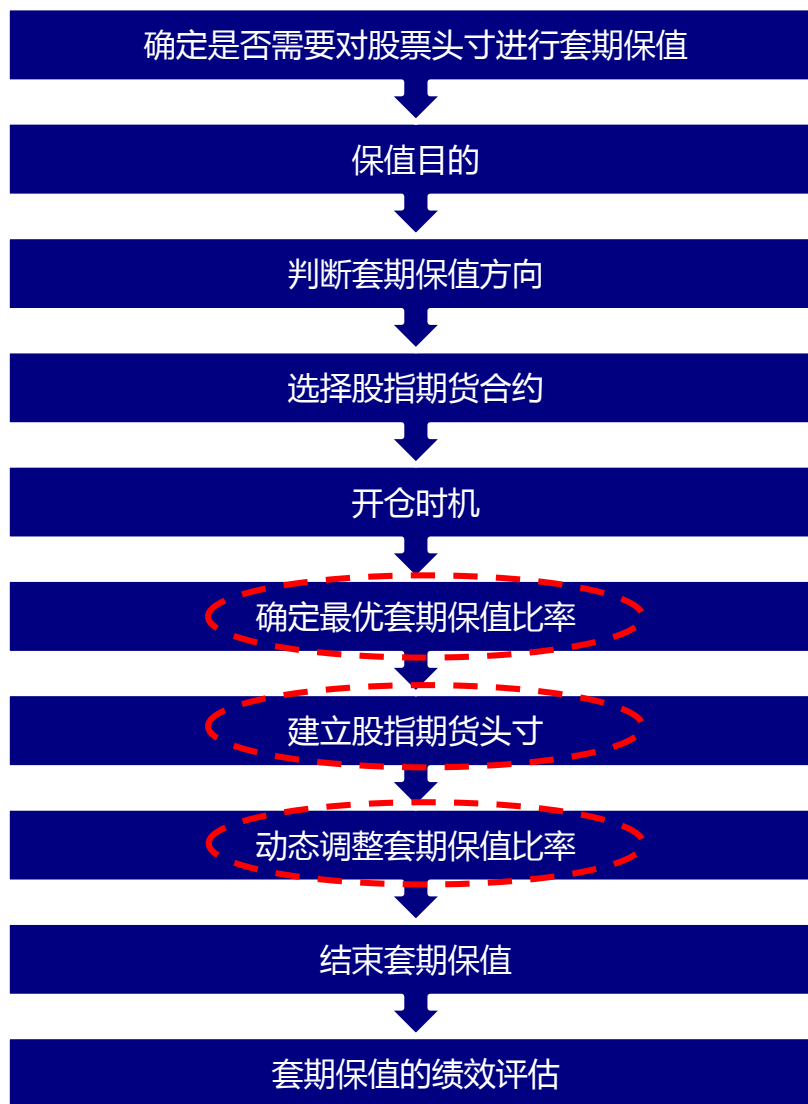 确定是否需要对股票头寸进行套期保值
保值目的
判断套期保值方向
选择股指期货合约
开仓时机
确定最优套期保值比率
建立股指期货头寸
动态调整套期保值比率
结束套期保值
套期保值的绩效评估